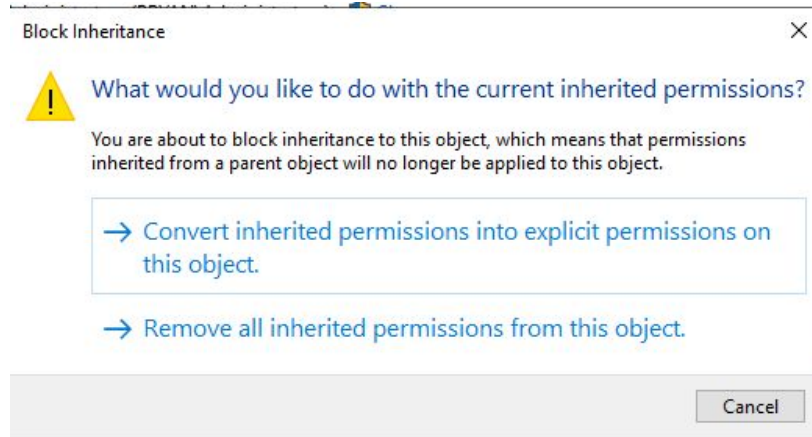 Block Inheritance
What would you like to do with the current inherited permissions?
You are about to block inheritance to this object, which means that permissions
inherited from a parent object will no longer be applied to this object.
Convert inherited permissions into explicit permissions on
this object.
Remove all inherited permissions from this object.
Cancel